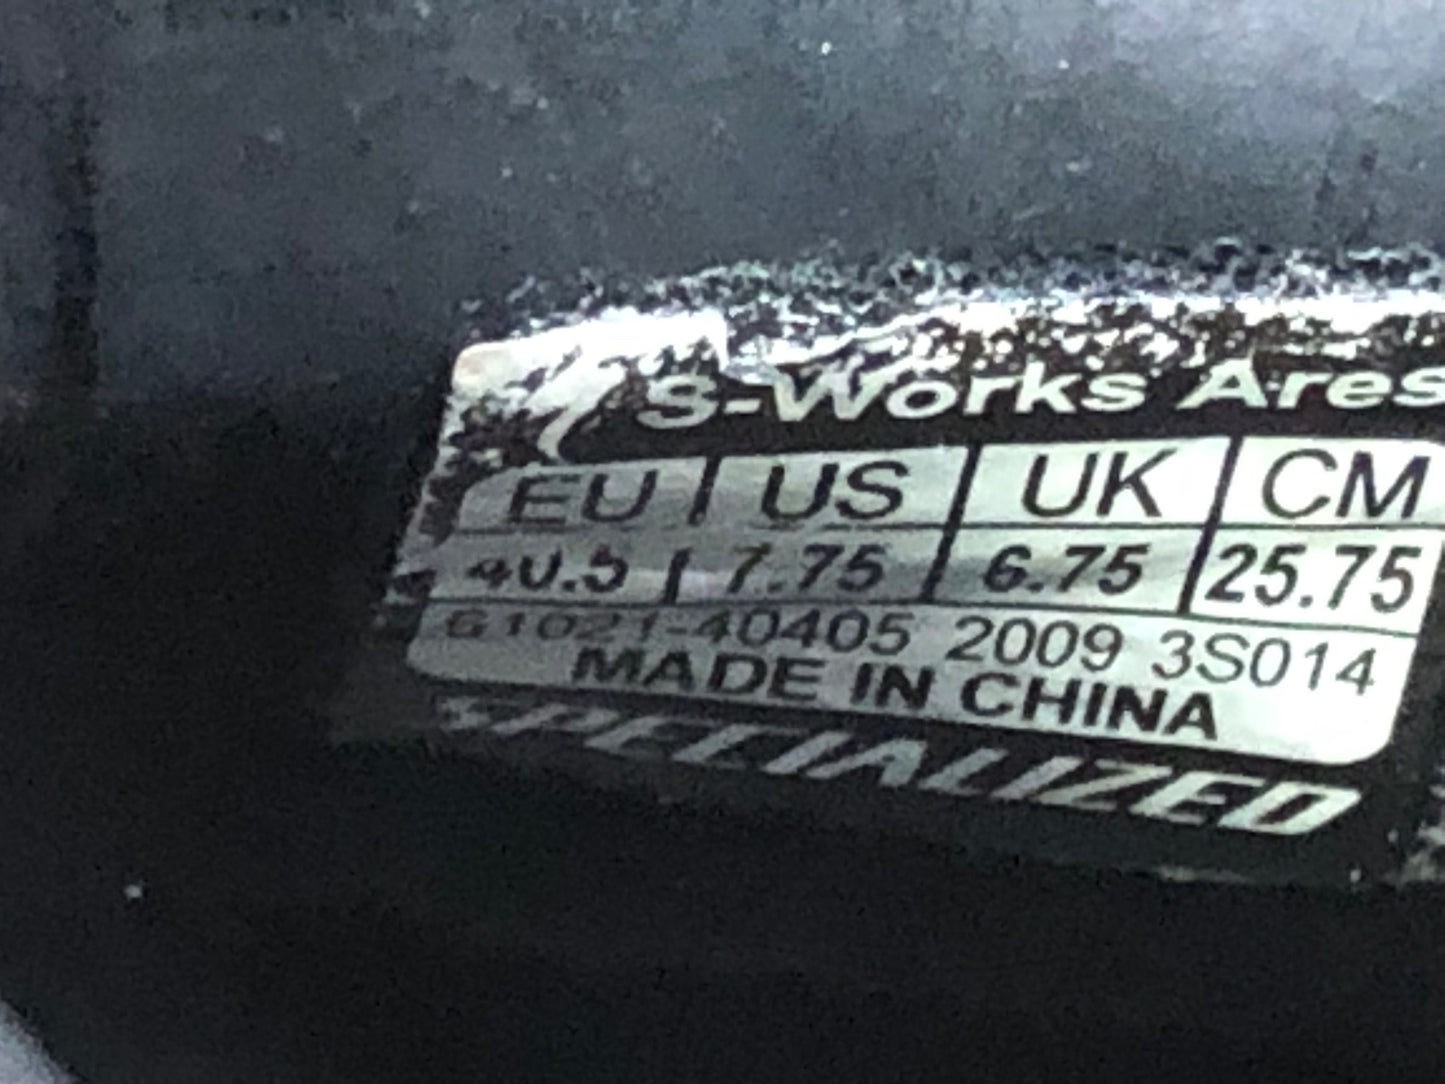 S-Works Ares
EU US UK CM
40.5 7.75 6.75 25.75
61021-40405 2009 3S014
MADE IN CHINA
SPECIALIZED